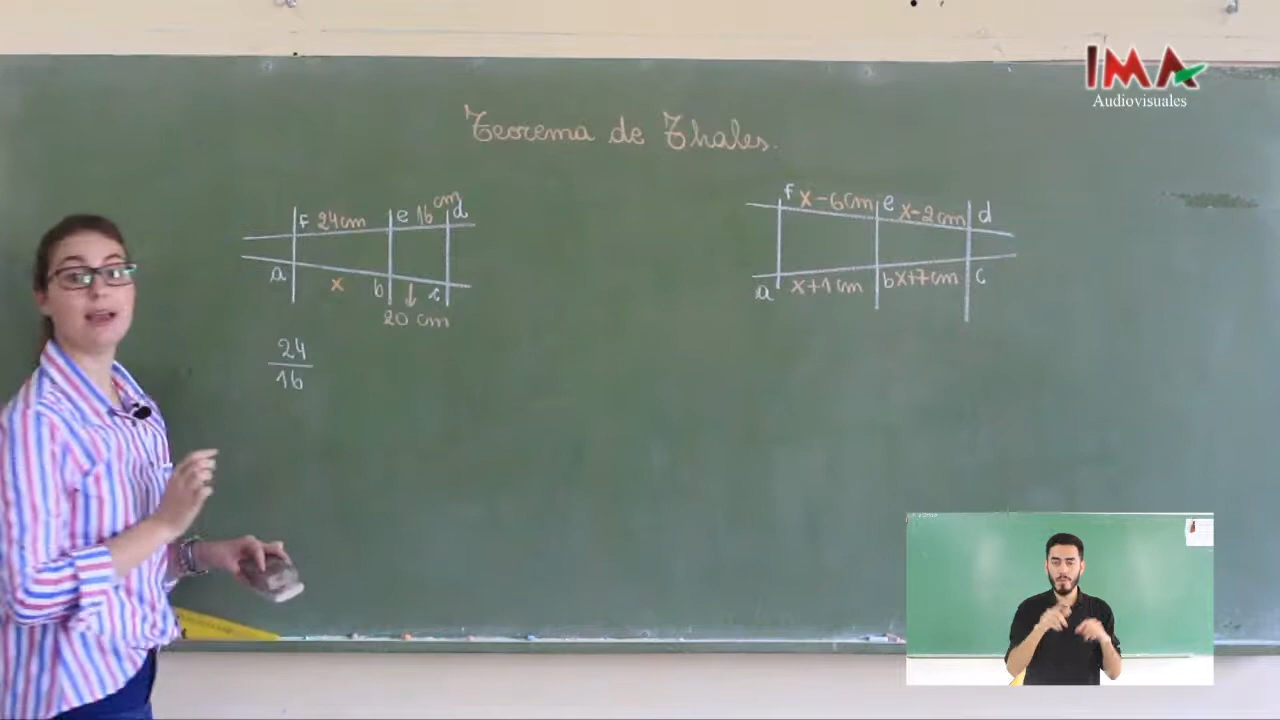 IMA
Audiovisuales
Teorema de Thales.
f 24cm e 16 cm d
a x b c
20 cm
24
16
f x-6cm e x-2cm d
a x+1cm b x+7cm c